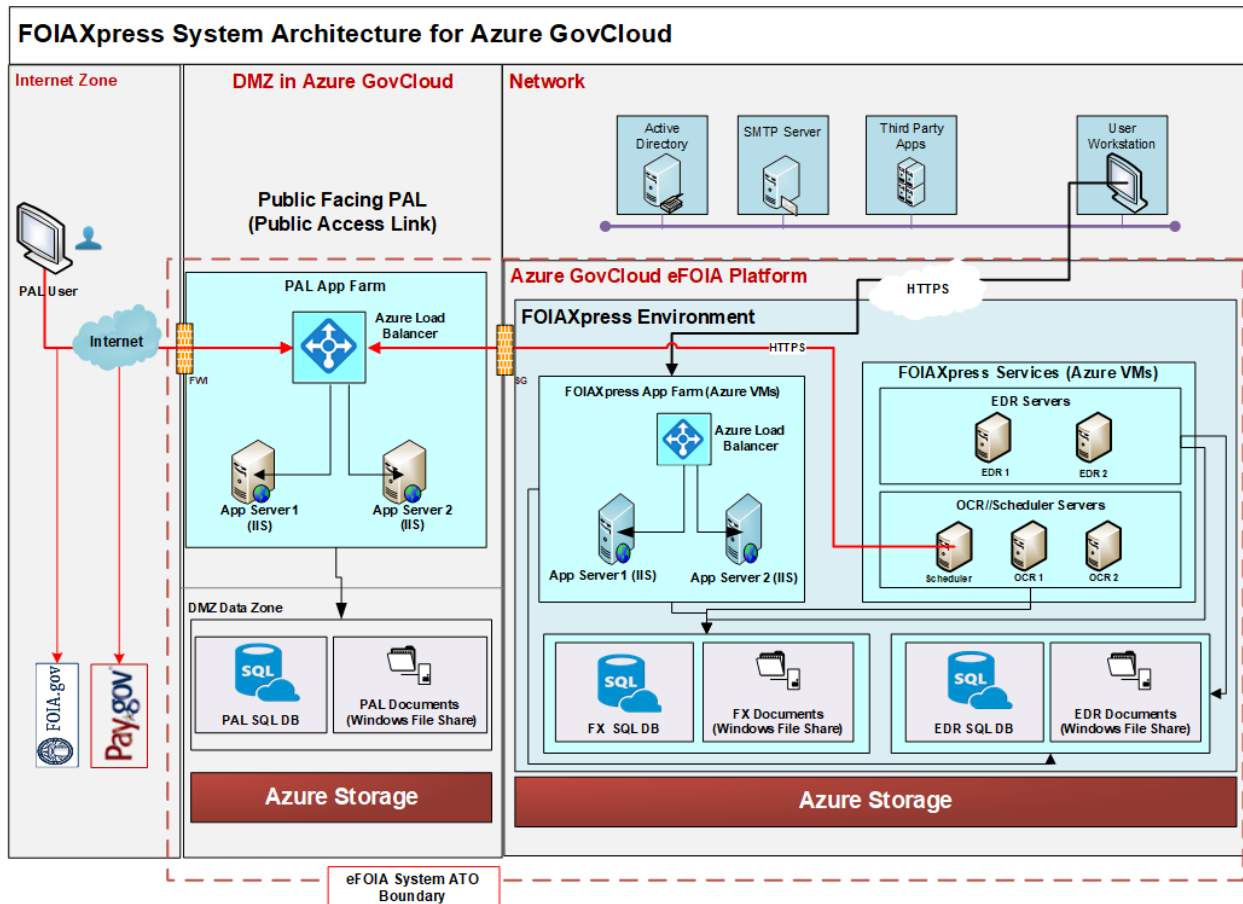 FOIAXpress System Architecture for Azure GovCloud
Internet Zone
DMZ in Azure GovCloud
Network
Active
Directory
SMTP Server
Third Party
Apps
User
Workstation
Public Facing PAL
(Public Access Link)
PAL User
Internet
FW
PAL App Farm
Azure Load
Balancer
App Server 1
(IIS)
App Server 2
(IIS)
SG
Azure GovCloud eFOIA Platform
HTTPS
FOIAXpress Environment
HTTPS
FOIAXpress App Farm (Azure VMs)
Azure Load
Balancer
App Server 1 (IIS)
App Server 2 (IIS)
FOIAXpress Services (Azure VMs)
EDR Servers
EDR 1
EDR 2
OCR//Scheduler Servers
Scheduler
OCR 1
OCR 2
DMZ Data Zone
SQL
PAL SQL DB
PAL Documents
(Windows File Share)
SQL
FX SQL DB
FX Documents
(Windows File Share)
SQL
EDR SQL DB
EDR Documents
(Windows File Share)
FOIA.gov
Pay.gov
Azure Storage
Azure Storage
eFOIA System ATO
Boundary